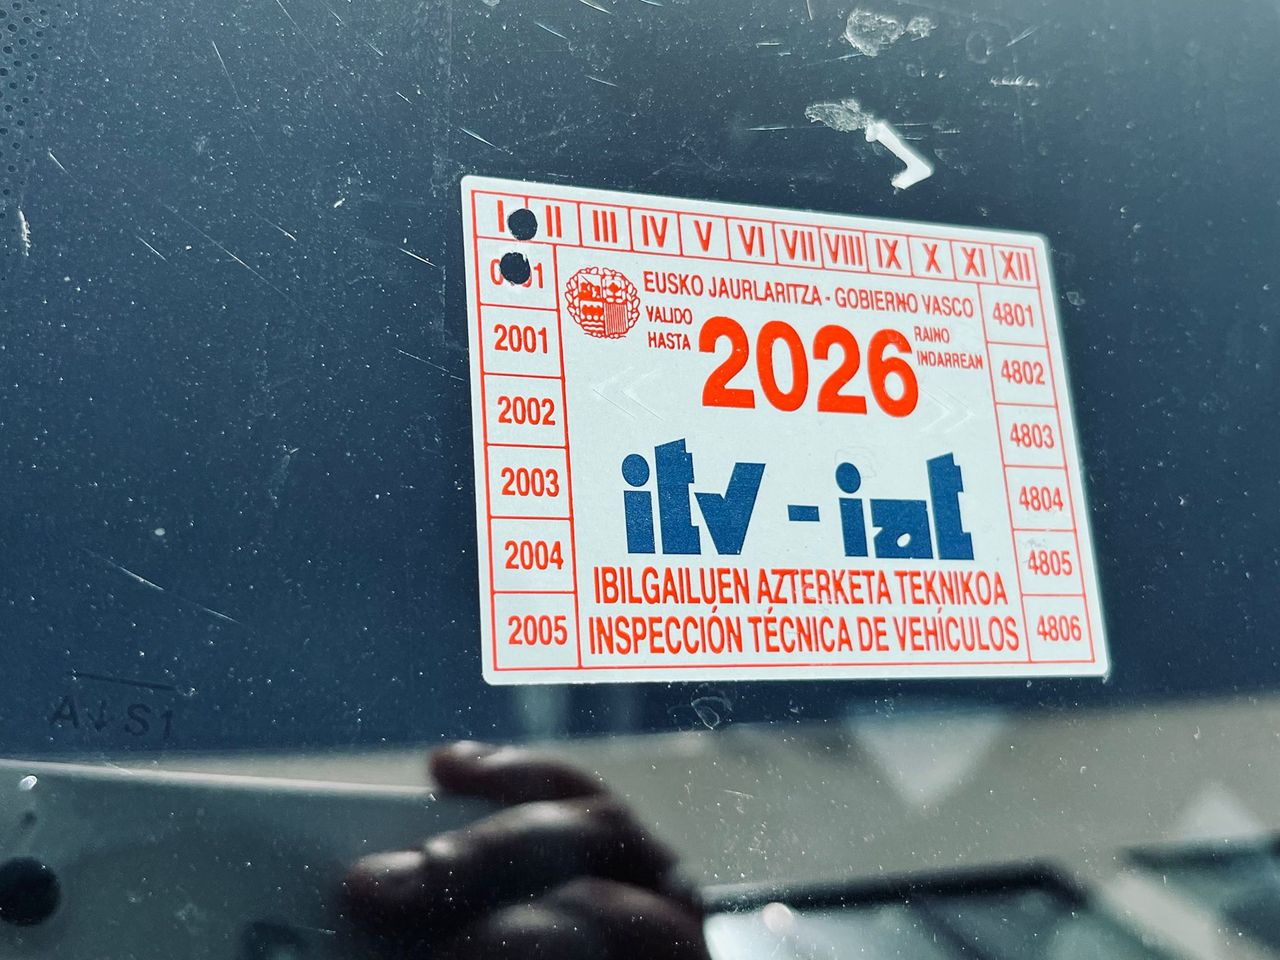 I II III IV V VI VII VIII IX X XI XII
EUSKO JAURLARITZA - GOBIERNO VASCO
VALIDO HASTA
2026
RAINO INDARREAN
itv - iat
IBILGAILUEN AZTERKETA TEKNIKOA
INSPECCIÓN TÉCNICA DE VEHÍCULOS
2001
2002
2003
2004
2005
4801
4802
4803
4804
4805
4806
A↓S1